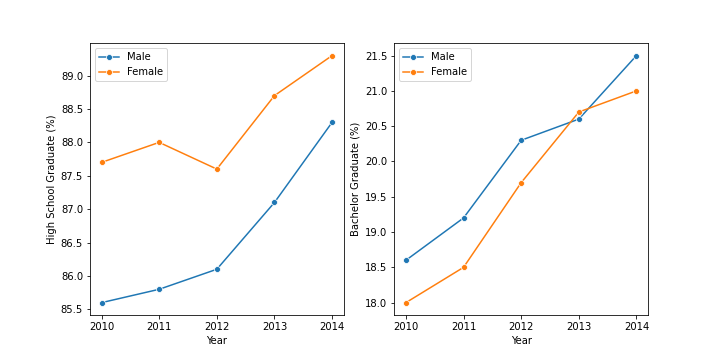 Male
Female
High School Graduate (%)
89.0
88.5
88.0
87.5
87.0
86.5
86.0
85.5
2010 2011 2012 2013 2014
Year
Male
Female
Bachelor Graduate (%)
21.5
21.0
20.5
20.0
19.5
19.0
18.5
18.0
2010 2011 2012 2013 2014
Year